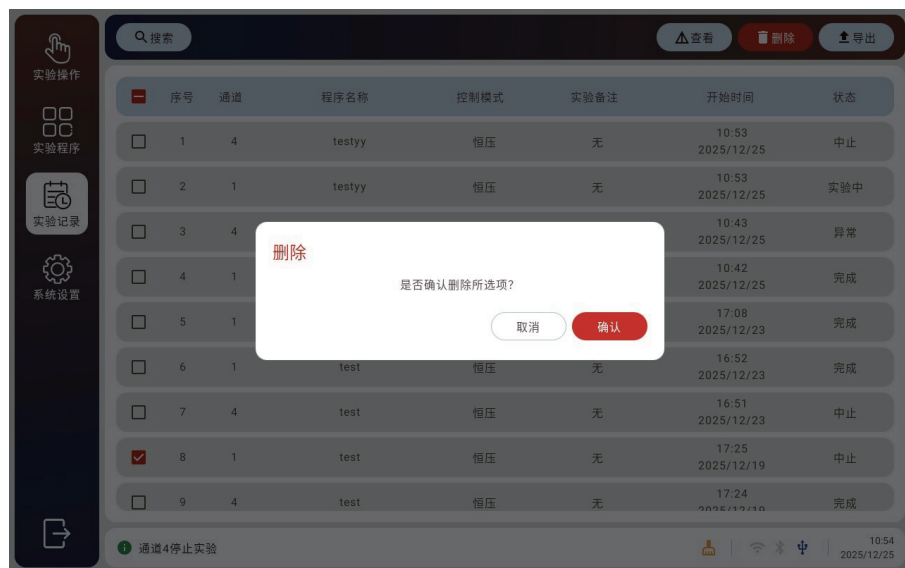 实验操作
实验程序
实验记录
系统设置
搜索
查看
删除
导出
序号 通道 程序名称 控制模式 实验备注 开始时间 状态
1 4 testyy 恒压 无 10:53 中止
2025/12/25
2 1 testyy 恒压 无 10:53 实验中
2025/12/25
3 4 10:43 异常
2025/12/25
4 1 10:42 完成
2025/12/25
5 1 17:08 完成
2025/12/23
6 1 test 恒压 无 16:52 完成
2025/12/23
7 4 test 恒压 无 16:51 中止
2025/12/23
8 1 test 恒压 无 17:25 中止
2025/12/19
9 4 test 恒压 无 17:24 完成
2025/12/19
删除
是否确认删除所选项?
取消
确认
通道4停止实验
10:54
2025/12/25